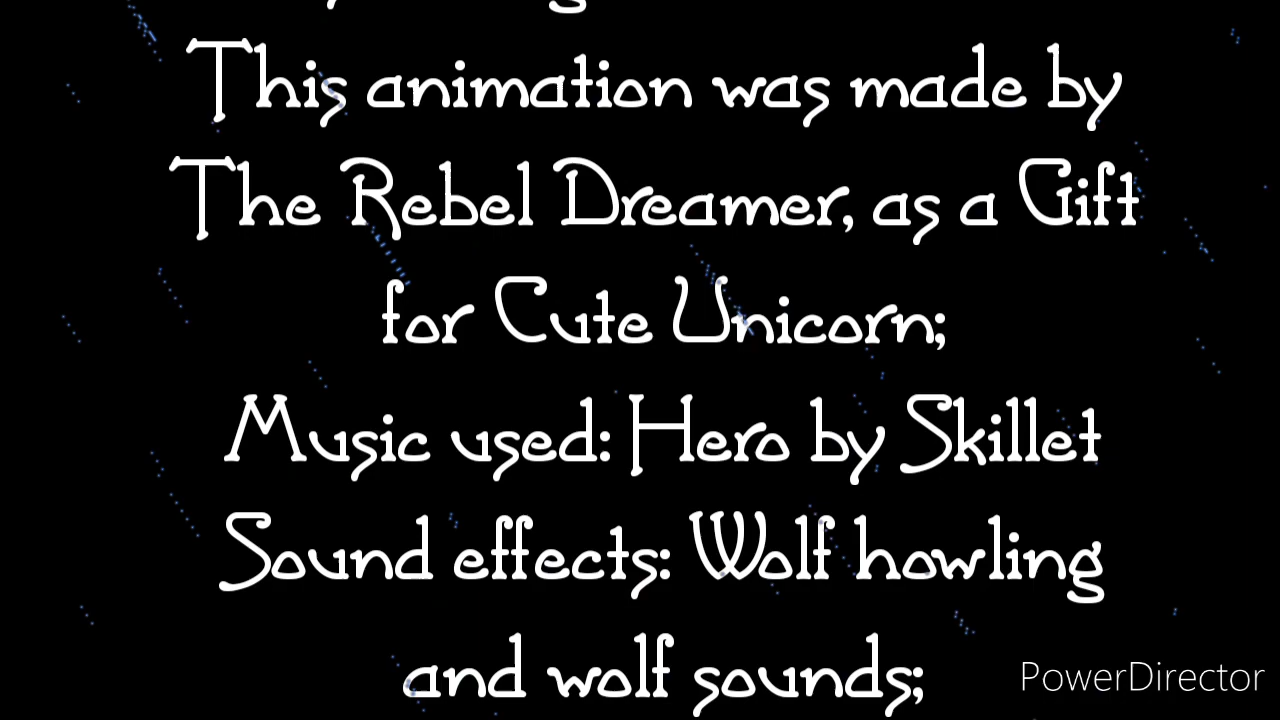 This animation was made by
The Rebel Dreamer, as a Gift
for Cute Unicorn;
Music used: Hero by Skillet
Sound effects: Wolf howling
and wolf sounds;
PowerDirector